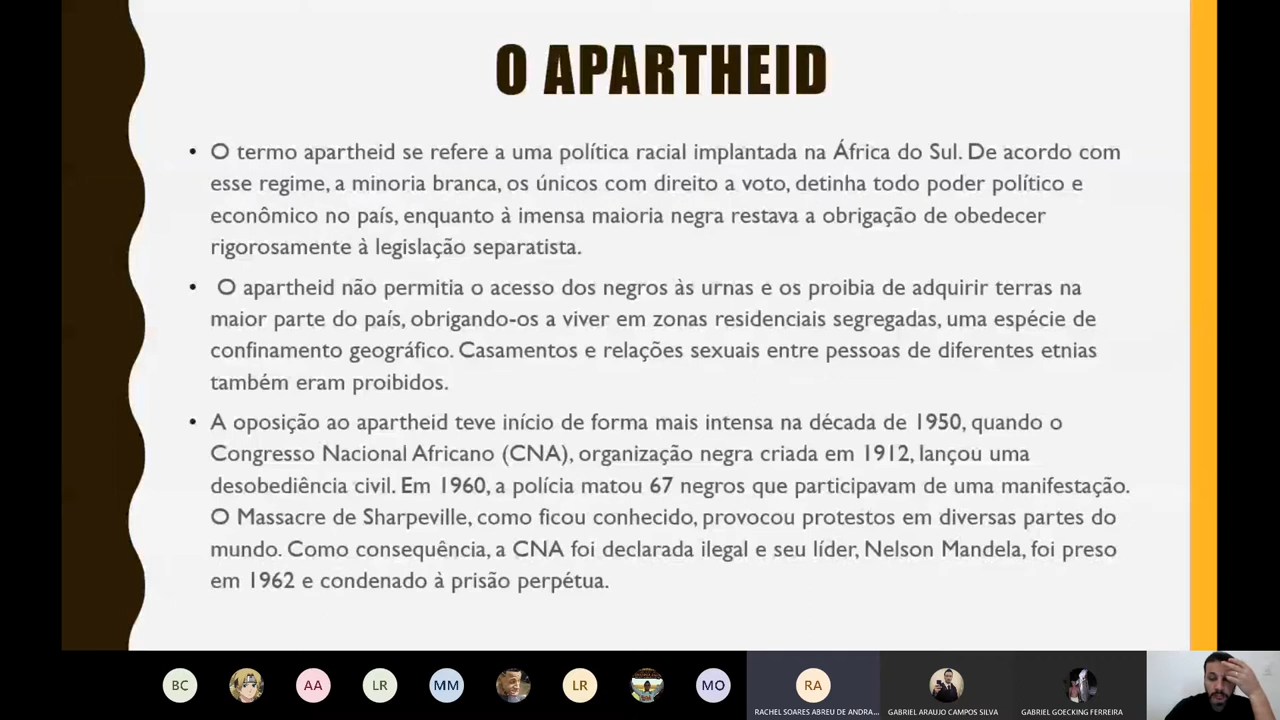 O APARTHEID
• O termo apartheid se refere a uma política racial implantada na África do Sul. De acordo com
esse regime, a minoria branca, os únicos com direito a voto, detinha todo poder político e
econômico no país, enquanto à imensa maioria negra restava a obrigação de obedecer
rigorosamente à legislação separatista.
• O apartheid não permitia o acesso dos negros às urnas e os proibia de adquirir terras na
maior parte do país, obrigando-os a viver em zonas residenciais segregadas, uma espécie de
confinamento geográfico. Casamentos e relações sexuais entre pessoas de diferentes etnias
também eram proibidos.
• A oposição ao apartheid teve início de forma mais intensa na década de 1950, quando o
Congresso Nacional Africano (CNA), organização negra criada em 1912, lançou uma
desobediência civil. Em 1960, a polícia matou 67 negros que participavam de uma manifestação.
O Massacre de Sharpeville, como ficou conhecido, provocou protestos em diversas partes do
mundo. Como consequência, a CNA foi declarada ilegal e seu líder, Nelson Mandela, foi preso
em 1962 e condenado à prisão perpétua.
BC AA LR MM LR MO RA
RACHEL SOARES ABREU DE ANDRA... GABRIEL ARAUJO CAMPOS SILVA GABRIEL GOECKING FERREIRA